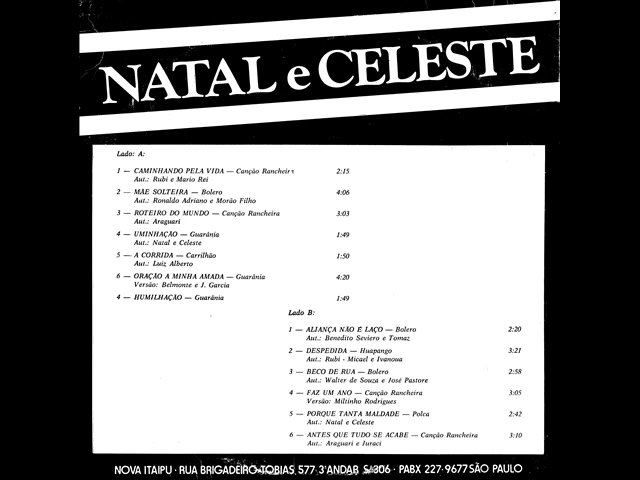 NATAL e CELESTE
Lado: A:
1 — CAMINHANDO PELA VIDA — Canção Rancheira 2:15
Aut.: Rubi e Mario Rei
2 — MÃE SOLTEIRA — Bolero 4:06
Aut.: Ronaldo Adriano e Morão Filho
3 — ROTEIRO DO MUNDO — Canção Rancheira 3:03
Aut.: Araguari
4 — UMINHAÇÃO — Guarânia 1:49
Aut.: Natal e Celeste
5 — A CORRIDA — Carrilhão 1:50
Aut.: Luiz Alberto
6 — ORAÇÃO A MINHA AMADA — Guarânia 4:20
Versão: Belmonte e J. Garcia
4 — HUMILHAÇÃO — Guarânia 1:49
Lado B:
1 — ALIANÇA NÃO É LAÇO — Bolero 2:20
Aut.: Benedito Seviero e Tomaz
2 — DESPEDIDA — Huapango 3:21
Aut.: Rubi - Micael e Ivanoua
3 — BECO DE RUA — Bolero 2:58
Aut.: Walter de Souza e José Pastore
4 — FAZ UM ANO — Canção Rancheira 3:05
Versão: Miltinho Rodrigues
5 — PORQUE TANTA MALDADE — Polca 2:42
Aut.: Natal e Celeste
6 — ANTES QUE TUDO SE ACABE — Canção Rancheira 3:10
Aut.: Araguari e Juraci
NOVA ITAIPU · RUA BRIGADEIRO TOBIAS, 577 3º ANDAR S/306 · PABX 227-9677 SÃO PAULO